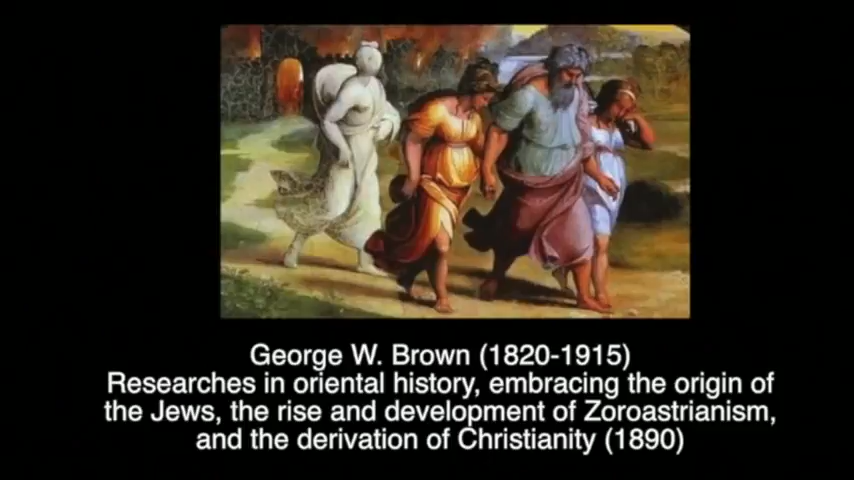 George W. Brown (1820-1915)
Researches in oriental history, embracing the origin of
the Jews, the rise and development of Zoroastrianism,
and the derivation of Christianity (1890)